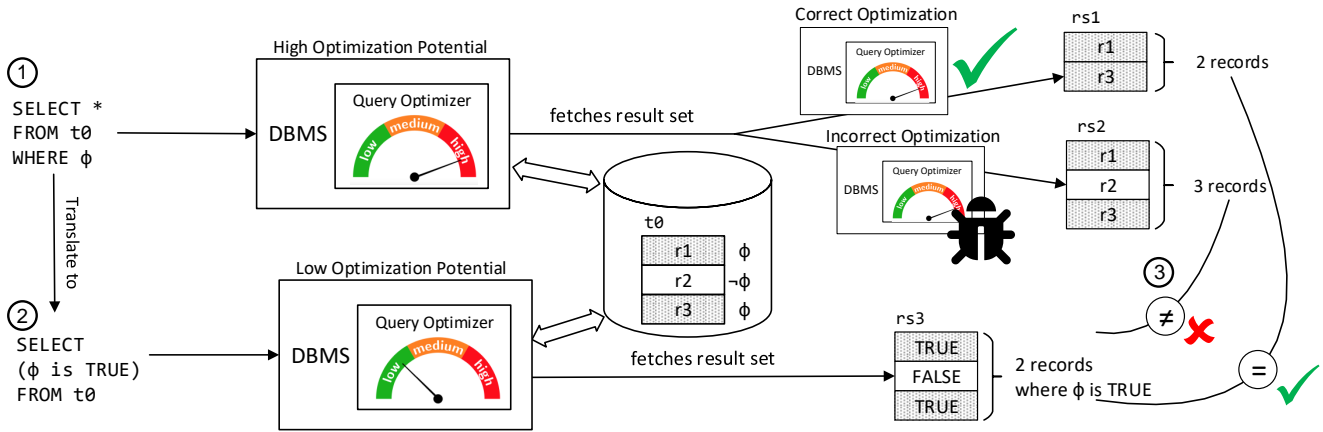 1
SELECT *
FROM t0
WHERE ϕ
Translate to
2
SELECT
(ϕ is TRUE)
FROM t0
High Optimization Potential
DBMS
Query Optimizer
low
medium
high
fetches result set
Low Optimization Potential
DBMS
Query Optimizer
low
medium
high
fetches result set
t0
r1 ϕ
r2 ¬ϕ
r3 ϕ
Correct Optimization
DBMS
Query Optimizer
low
medium
high
Incorrect Optimization
DBMS
Query Optimizer
low
medium
high
rs1
r1
r3
2 records
rs2
r1
r2
r3
3 records
3
≠
=
rs3
TRUE
FALSE
TRUE
2 records
where ϕ is TRUE